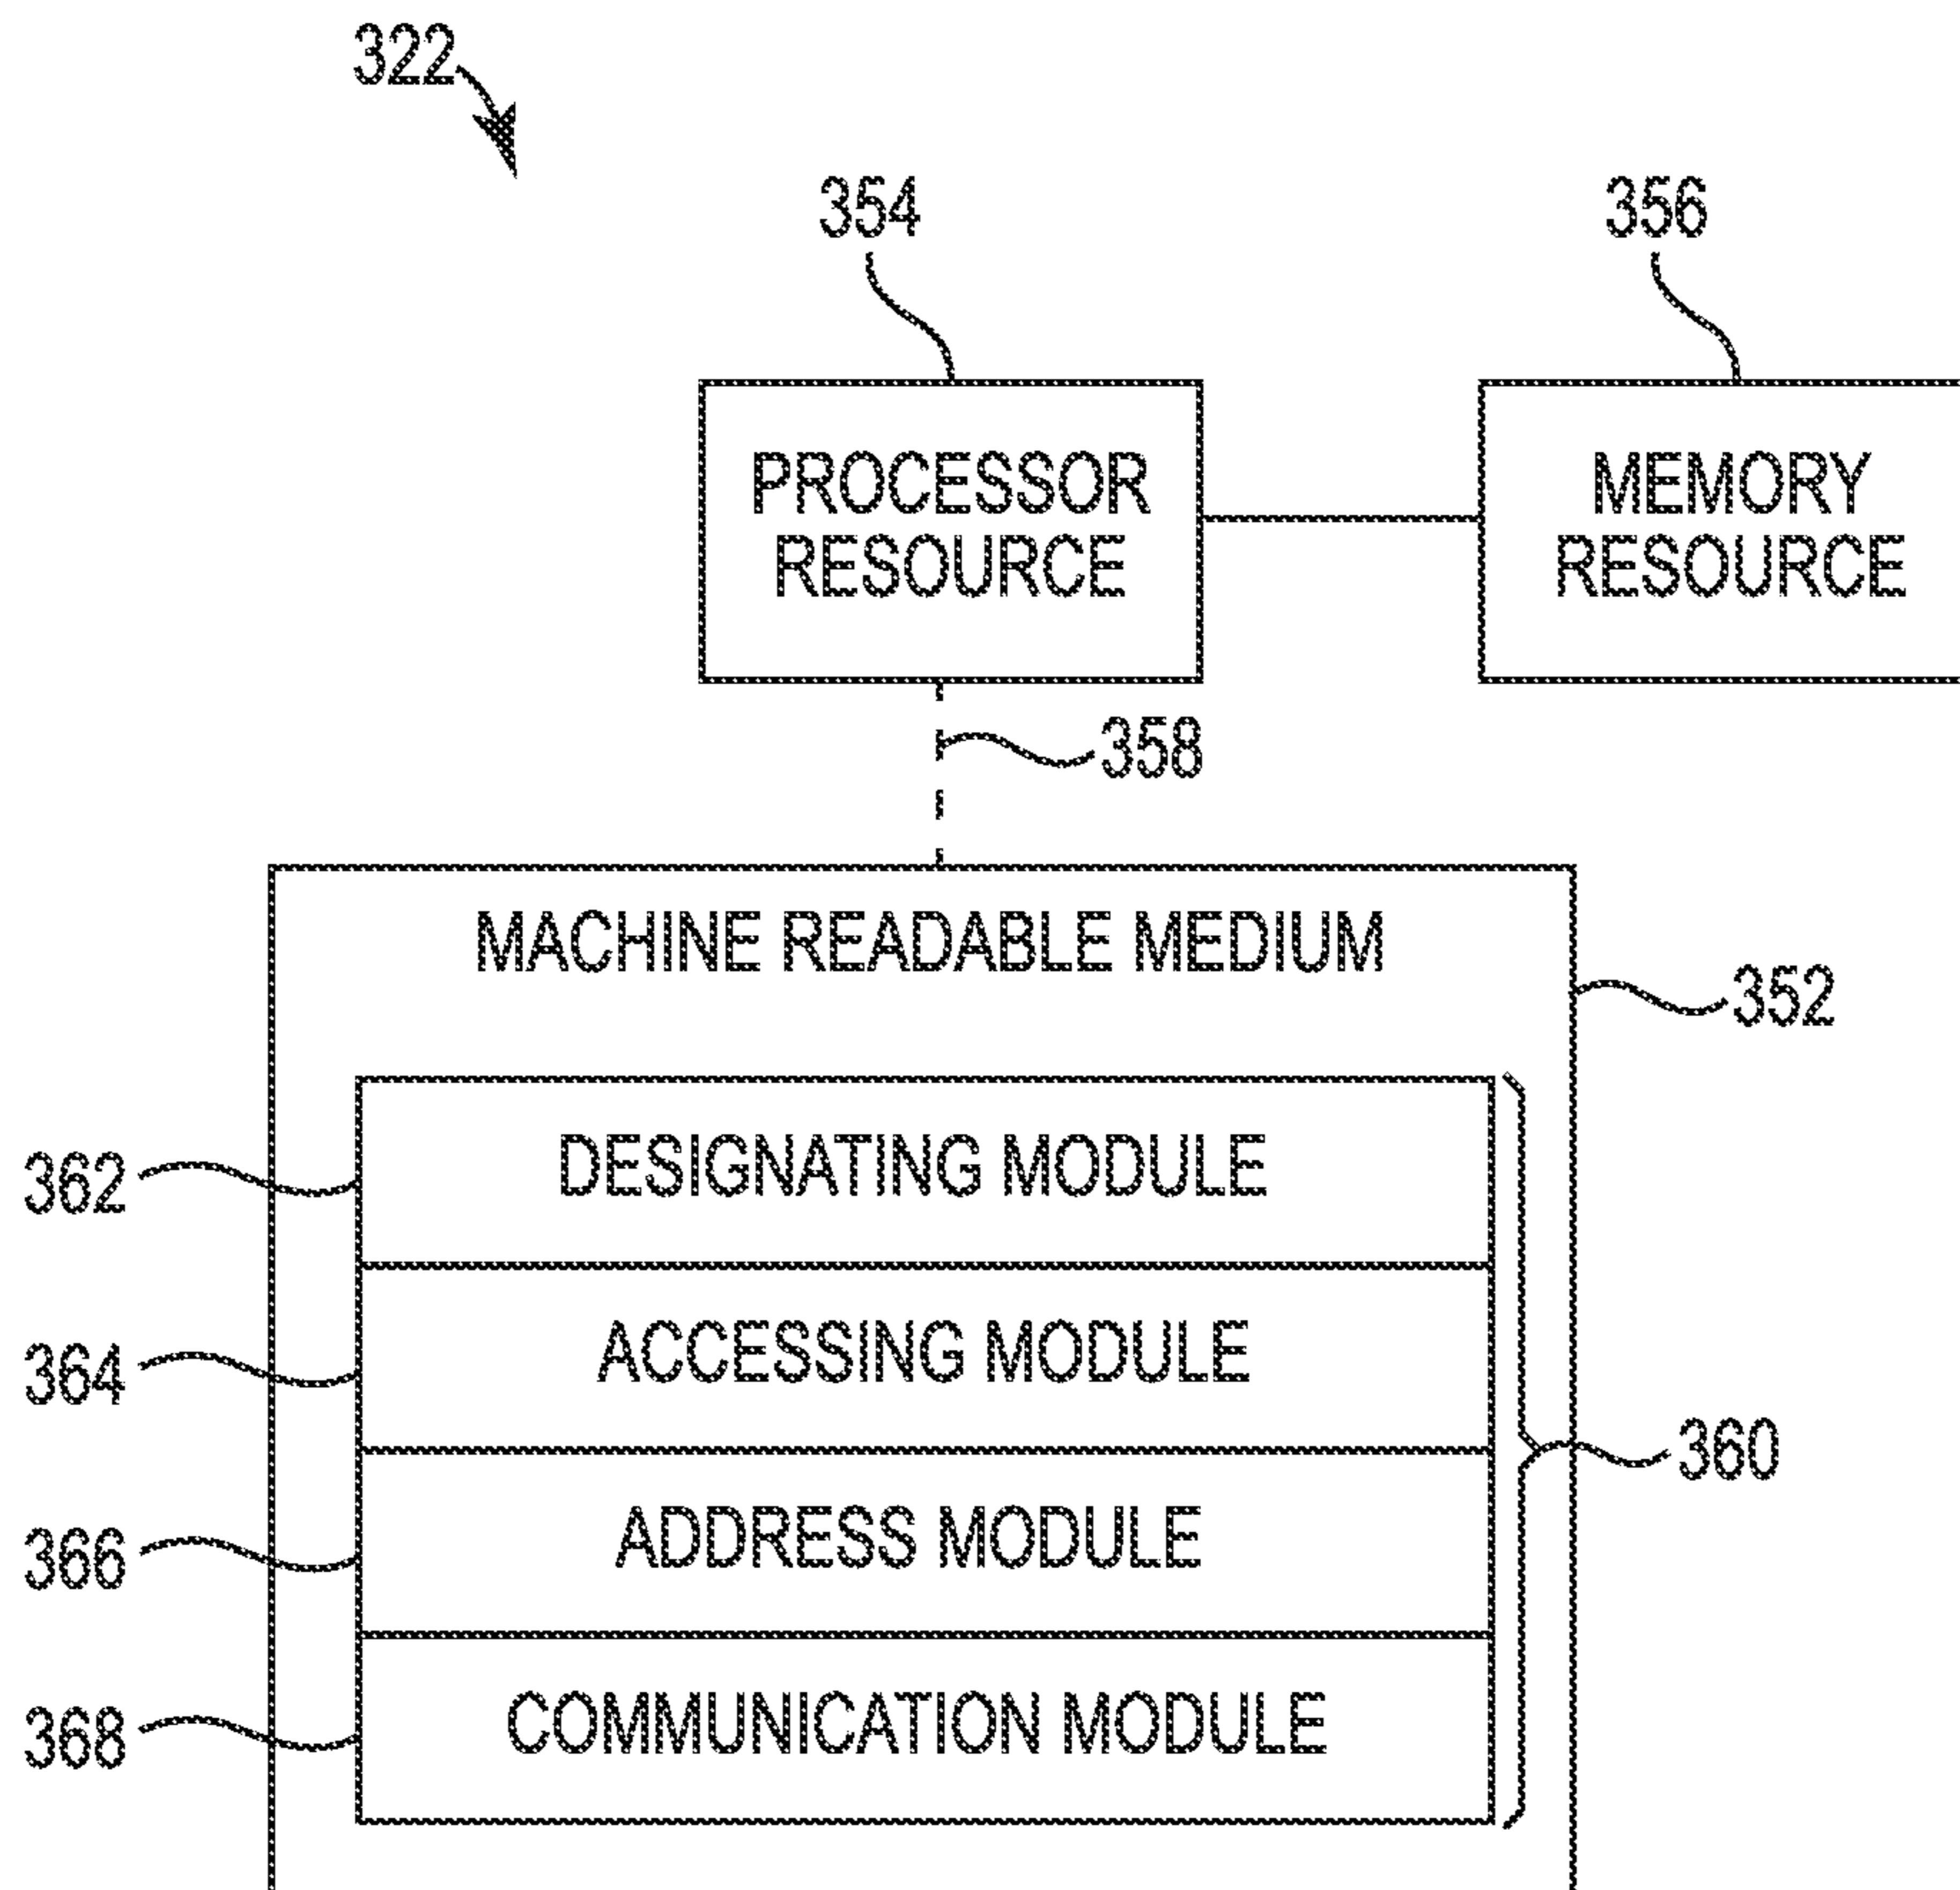 322
354
356
PROCESSOR
RESOURCE
MEMORY
RESOURCE
358
MACHINE READABLE MEDIUM
352
DESIGNATING MODULE
362
ACCESSING MODULE
364
360
ADDRESS MODULE
366
COMMUNICATION MODULE
368